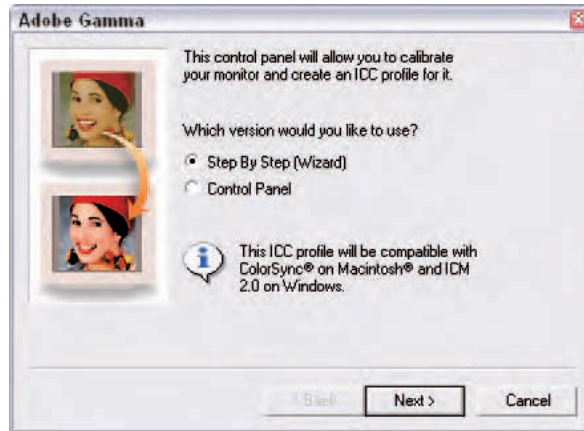 Adobe Gamma
This control panel will allow you to calibrate
your monitor and create an ICC profile for it.
Which version would you like to use?
Step By Step (Wizard)
Control Panel
This ICC profile will be compatible with
ColorSync® on Macintosh® and ICM
2.0 on Windows.
< Back
Next >
Cancel